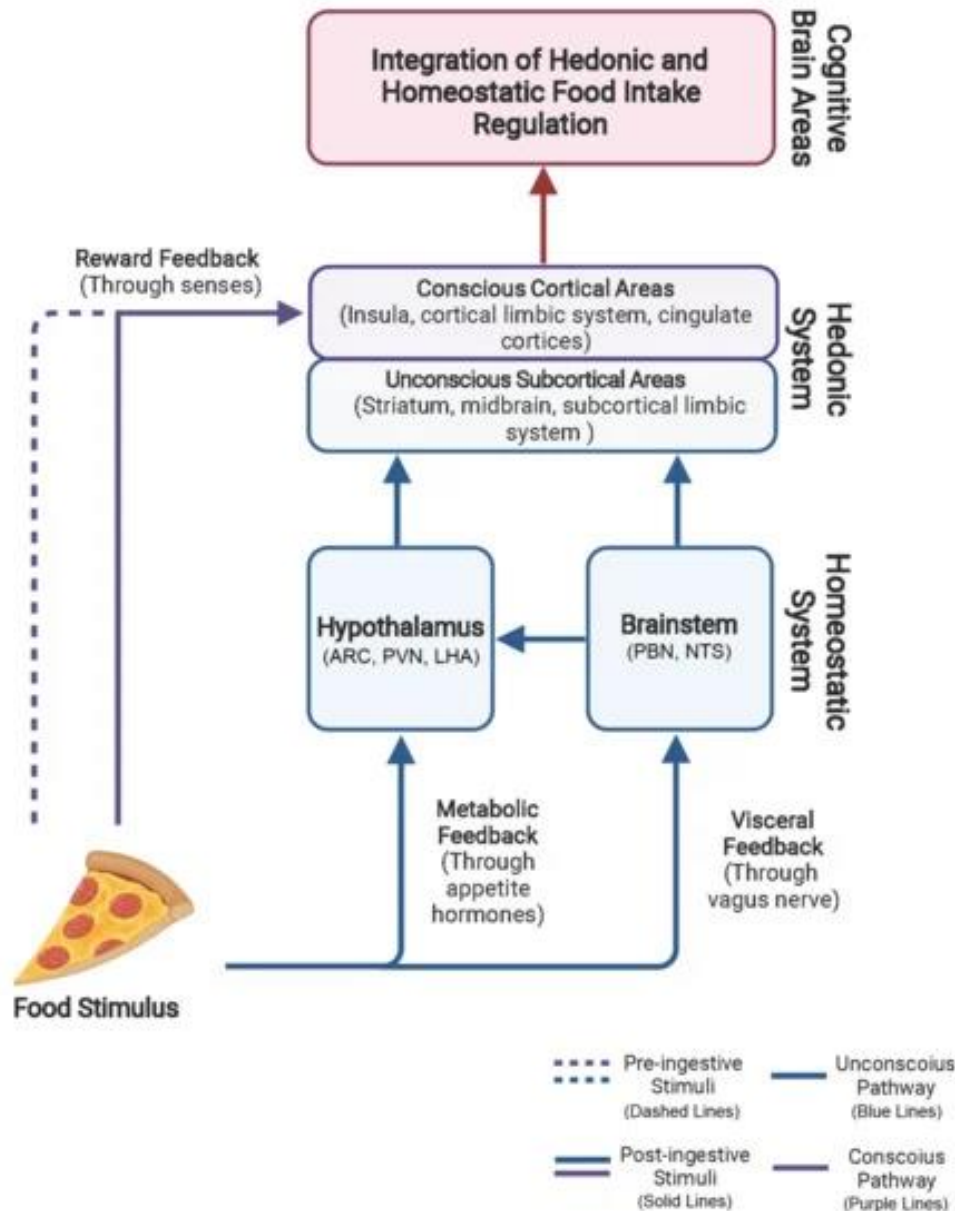 Integration of Hedonic and
Homeostatic Food Intake
Regulation
Cognitive
Brain Areas
Reward Feedback
(Through senses)
Conscious Cortical Areas
(Insula, cortical limbic system, cingulate
cortices)
Unconscious Subcortical Areas
(Striatum, midbrain, subcortical limbic
system )
Hedonic
System
Hypothalamus
(ARC, PVN, LHA)
Brainstem
(PBN, NTS)
Homeostatic
System
Metabolic
Feedback
(Through
appetite
hormones)
Visceral
Feedback
(Through
vagus nerve)
Food Stimulus
Pre-ingestive
Stimuli
(Dashed Lines)
Unconscoius
Pathway
(Blue Lines)
Post-ingestive
Stimuli
(Solid Lines)
Conscoius
Pathway
(Purple Lines)